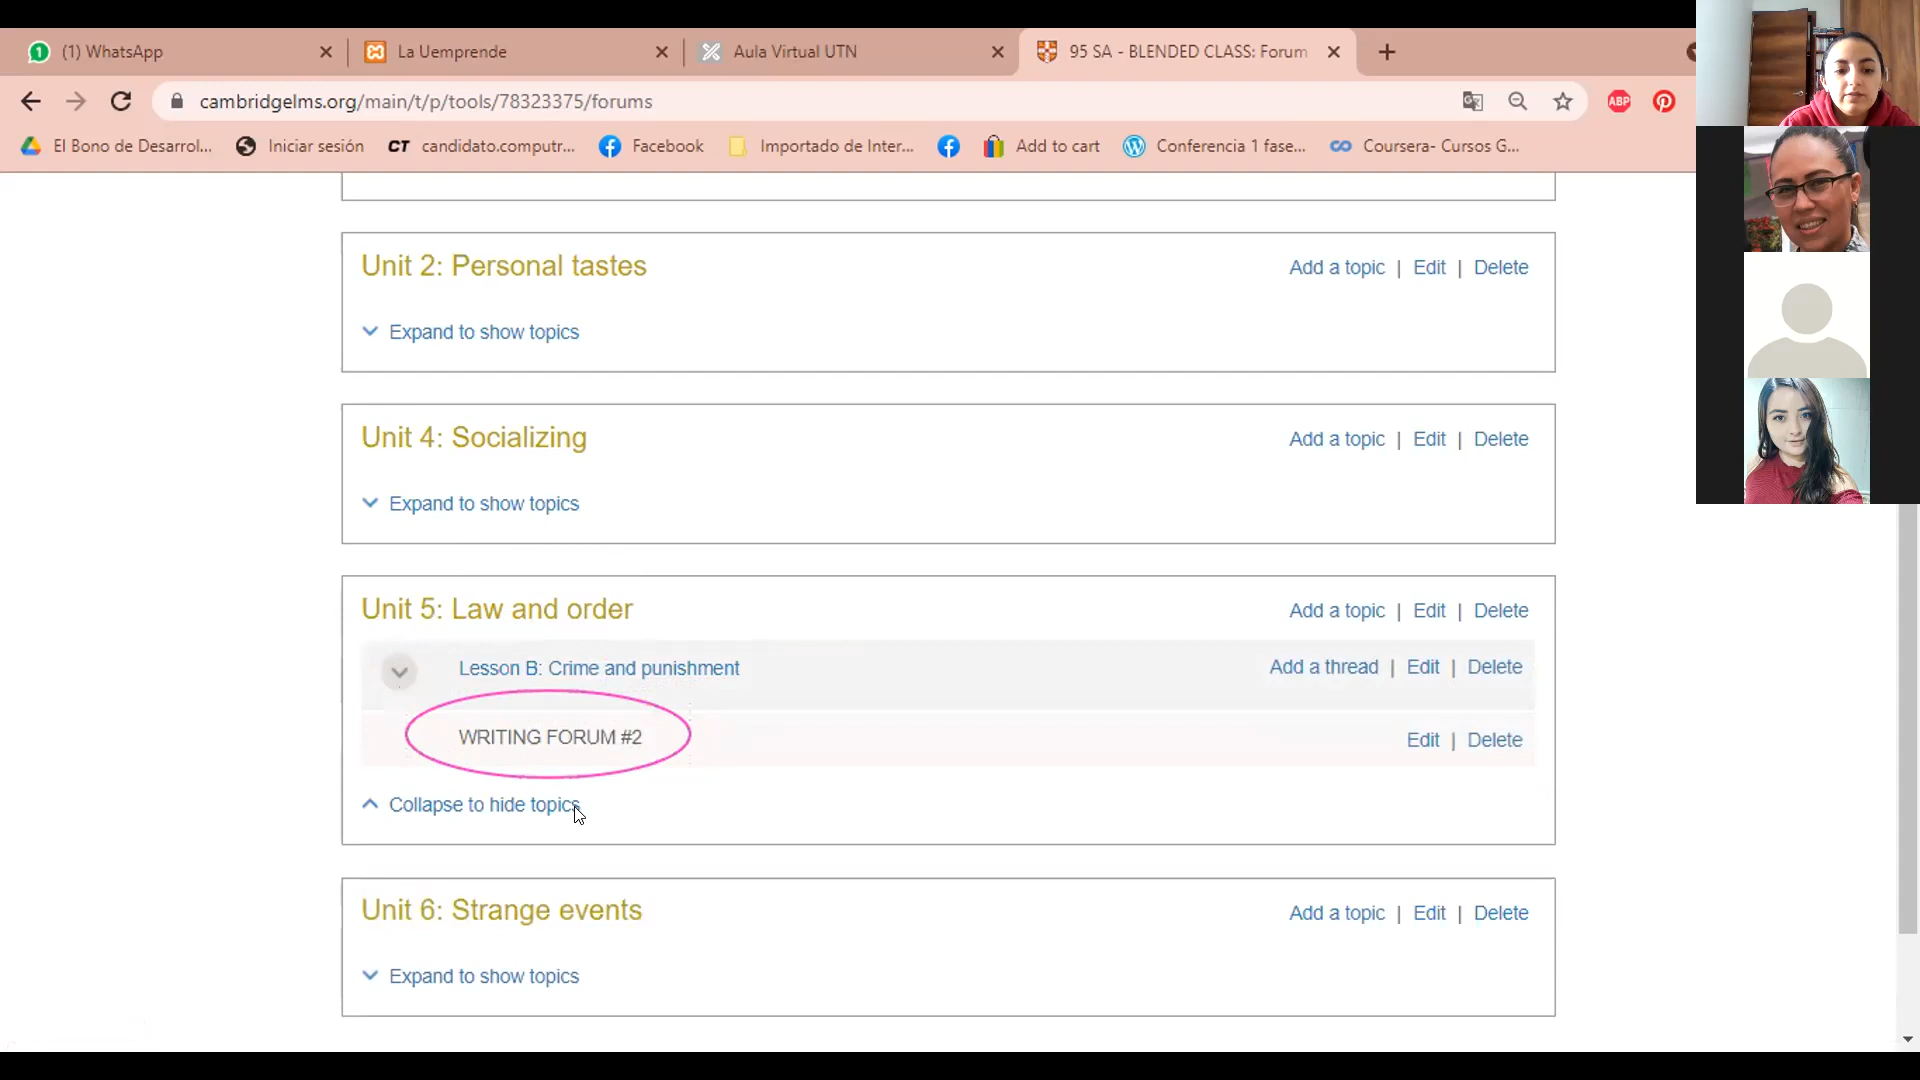 1 (1) WhatsApp
La Uemprende
Aula Virtual UTN
95 SA - BLENDED CLASS: Forum
cambridgelms.org/main/t/p/tools/78323375/forums
ABP
El Bono de Desarrol...
Iniciar sesión
CT candidato.computr...
Facebook
Importado de Inter...
Add to cart
Conferencia 1 fase...
Coursera- Cursos G...
Unit 2: Personal tastes
Add a topic | Edit | Delete
Expand to show topics
Unit 4: Socializing
Add a topic | Edit | Delete
Expand to show topics
Unit 5: Law and order
Add a topic | Edit | Delete
Lesson B: Crime and punishment
Add a thread | Edit | Delete
WRITING FORUM #2
Edit | Delete
Collapse to hide topics
Unit 6: Strange events
Add a topic | Edit | Delete
Expand to show topics